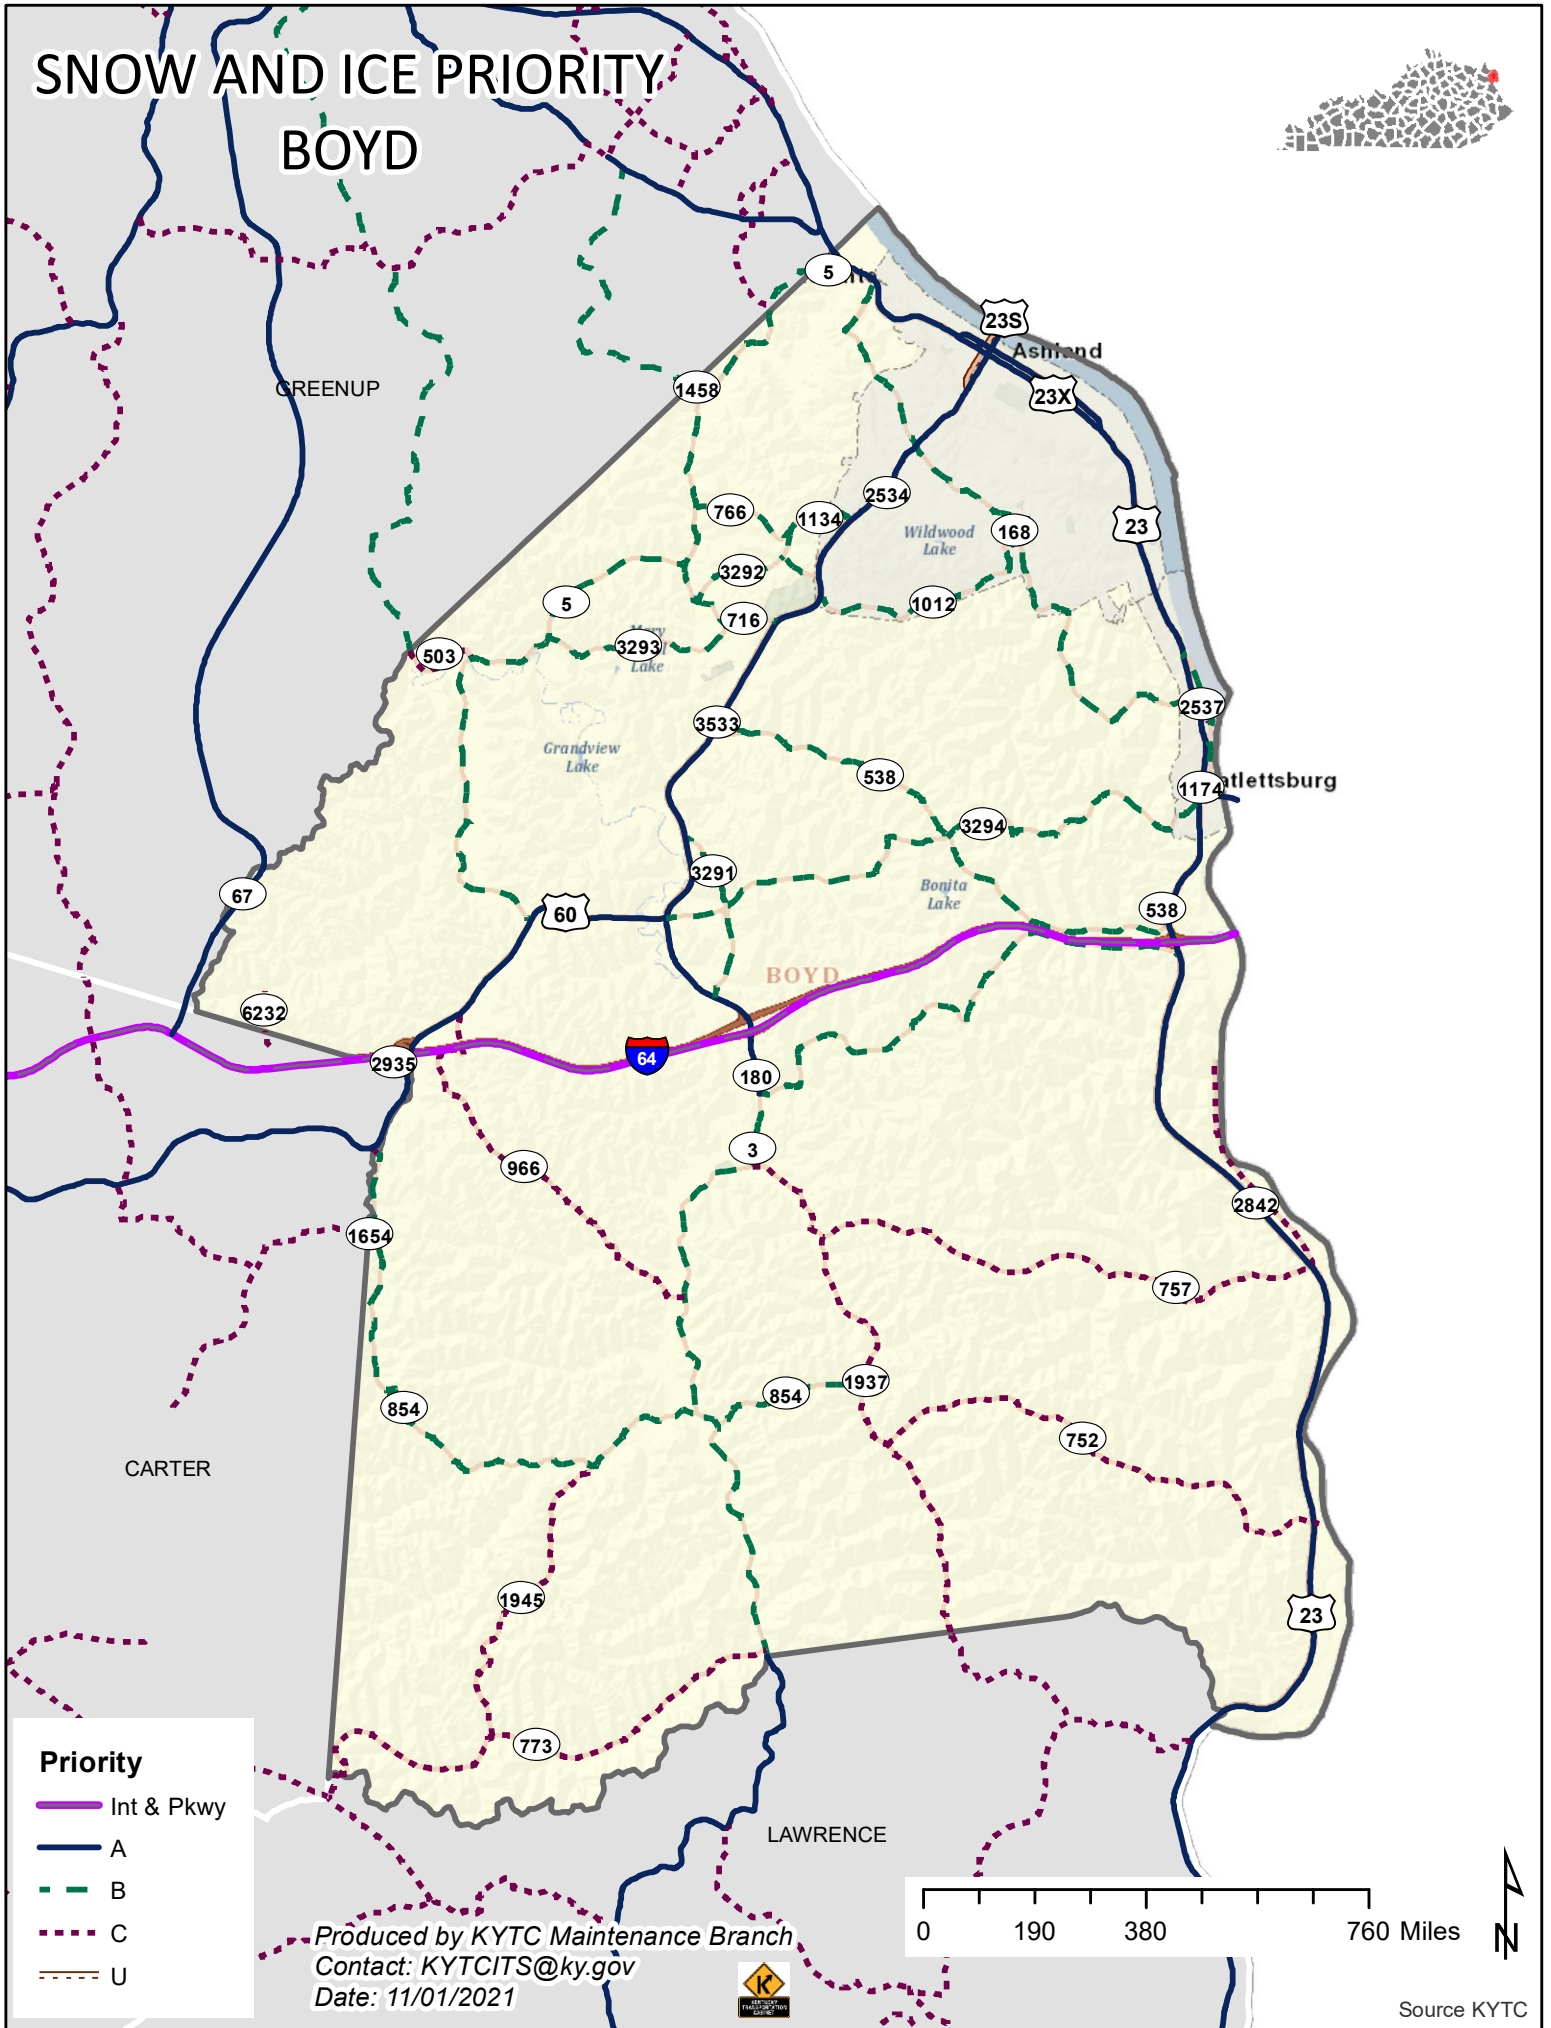 SNOW AND ICE PRIORITY
BOYD
5
23S
Ashland
23X
GREENUP
1458
2534
766
1134
168
23
Wildwood
Lake
3292
5
1012
716
503
3293
Lake
2537
3533
Grandview
Lake
538
1174
atlettsburg
3294
3291
67
Bonita
Lake
60
538
BOYD
6232
2935
64
180
3
966
2842
1654
757
854
1937
854
752
CARTER
1945
23
773
Priority
Int & Pkwy
A
B
C
U
LAWRENCE
0 190 380 760 Miles
N
Produced by KYTC Maintenance Branch
Contact: KYTCITS@ky.gov
Date: 11/01/2021
KENTUCKY
TRANSPORTATION
CABINET
Source KYTC